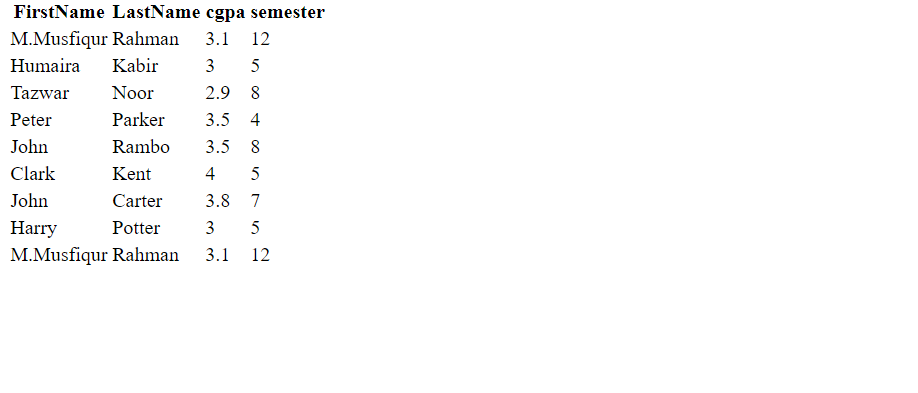 FirstName LastName cgpa semester
M.Musfiqur Rahman 3.1 12
Humaira Kabir 3 5
Tazwar Noor 2.9 8
Peter Parker 3.5 4
John Rambo 3.5 8
Clark Kent 4 5
John Carter 3.8 7
Harry Potter 3 5
M.Musfiqur Rahman 3.1 12